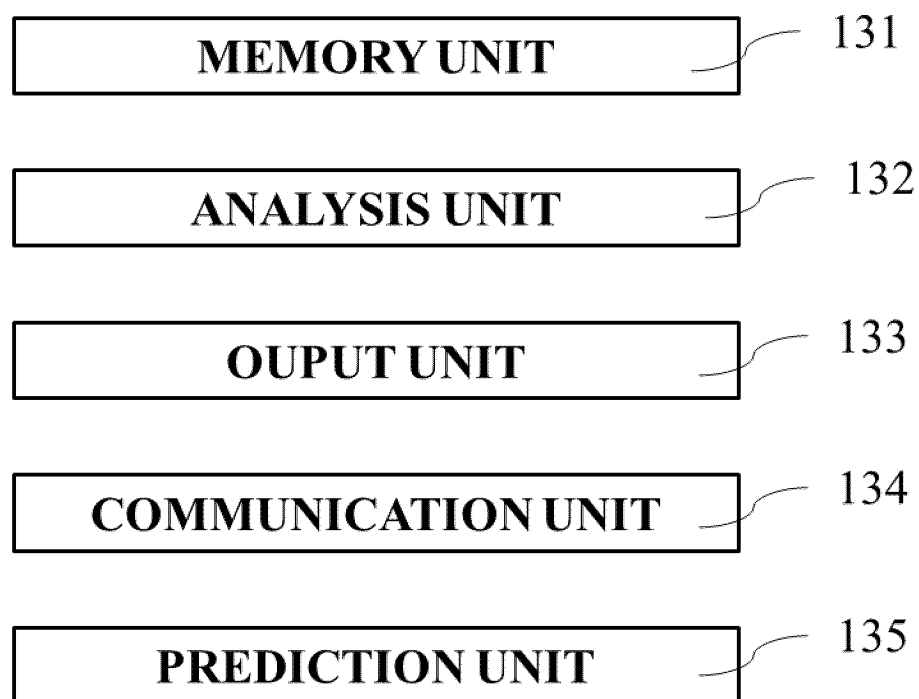 MEMORY UNIT 131
ANALYSIS UNIT 132
OUPUT UNIT 133
COMMUNICATION UNIT 134
PREDICTION UNIT 135